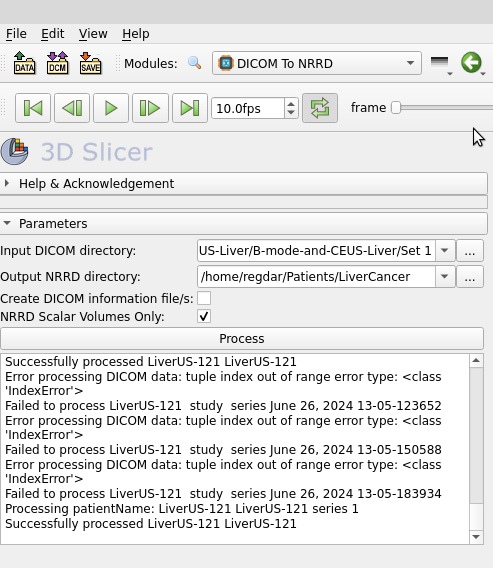 File Edit View Help
DATA DCM SAVE Modules: DICOM To NRRD
10.0fps frame
3D Slicer
Help & Acknowledgement
Parameters
Input DICOM directory: US-Liver/B-mode-and-CEUS-Liver/Set 1 ...
Output NRRD directory: /home/regdar/Patients/LiverCancer ...
Create DICOM information file/s:
NRRD Scalar Volumes Only:
Process
Successfully processed LiverUS-121 LiverUS-121
Error processing DICOM data: tuple index out of range error type: <class
'IndexError'>
Failed to process LiverUS-121  study  series June 26, 2024 13-05-123652
Error processing DICOM data: tuple index out of range error type: <class
'IndexError'>
Failed to process LiverUS-121  study  series June 26, 2024 13-05-150588
Error processing DICOM data: tuple index out of range error type: <class
'IndexError'>
Failed to process LiverUS-121  study  series June 26, 2024 13-05-183934
Processing patientName: LiverUS-121 LiverUS-121 series 1
Successfully processed LiverUS-121 LiverUS-121